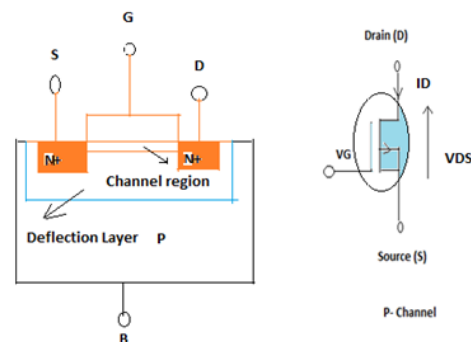 G
S
D
N+
N+
Channel region
Deflection Layer P
B
Drain (D)
ID
VG
VDS
Source (S)
P- Channel